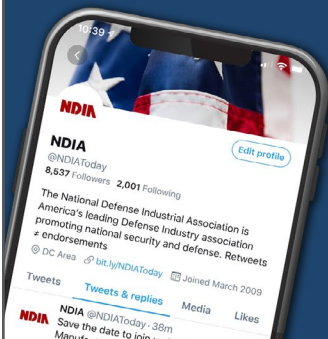 10:39
NDIA
Edit profile
NDIA
@NDIAToday
8,537 Followers 2,001 Following
The National Defense Industrial Association is
America's leading Defense Industry association
promoting national security and defense. Retweets
≠ endorsements
DC Area bit.ly/NDIAToday Joined March 2009
Tweets Tweets & replies Media Likes
NDIA
NDIA @NDIAToday · 38m
Save the date to join